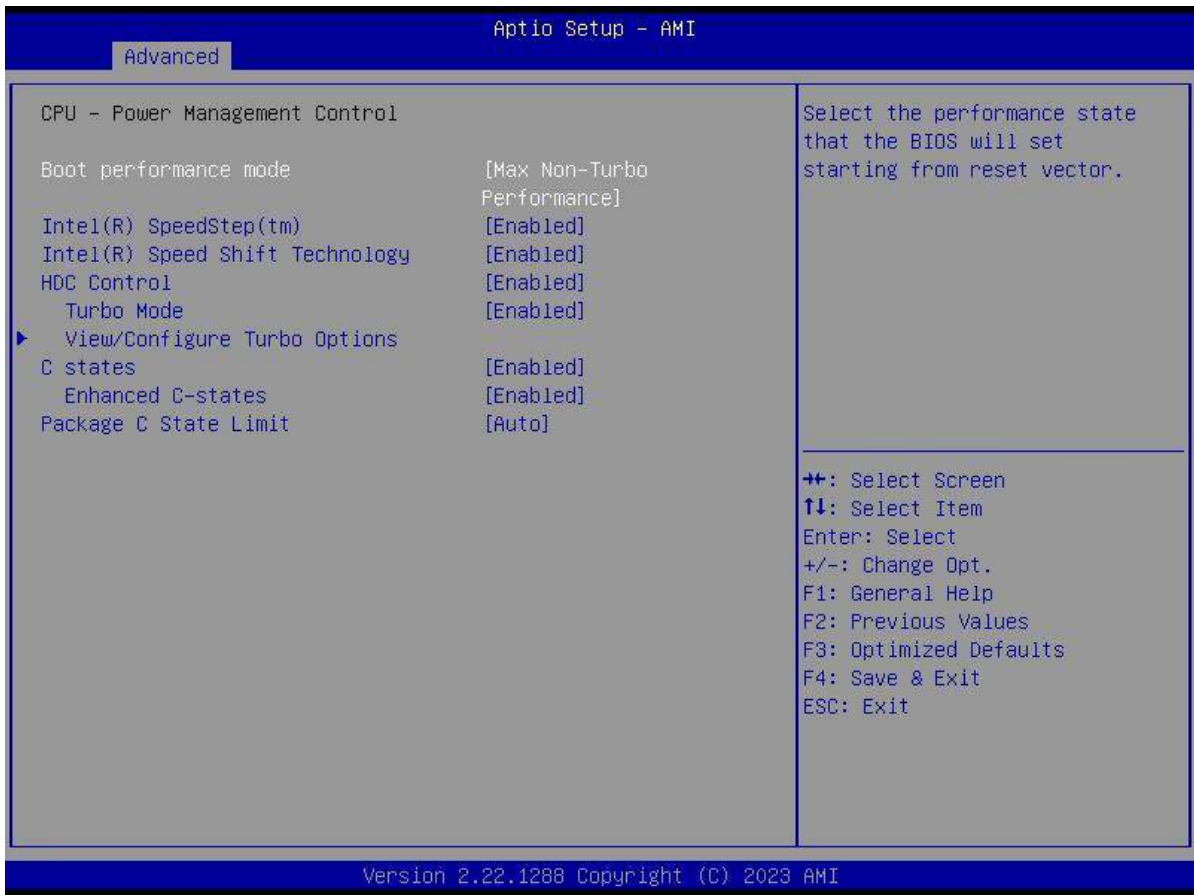 Aptio Setup - AMI
Advanced
CPU - Power Management Control
Boot performance mode [Max Non-Turbo
Performance]
Intel(R) SpeedStep(tm) [Enabled]
Intel(R) Speed Shift Technology [Enabled]
HDC Control [Enabled]
Turbo Mode [Enabled]
View/Configure Turbo Options
C states [Enabled]
Enhanced C-states [Enabled]
Package C State Limit [Auto]
Select the performance state
that the BIOS will set
starting from reset vector.
→←: Select Screen
↑↓: Select Item
Enter: Select
+/-: Change Opt.
F1: General Help
F2: Previous Values
F3: Optimized Defaults
F4: Save & Exit
ESC: Exit
Version 2.22.1288 Copyright (C) 2023 AMI